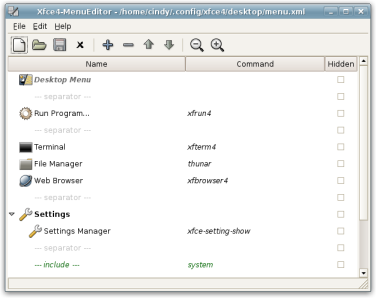 Xfce4-MenuEditor - /home/cindy/.config/xfce4/desktop/menu.xml
File Edit Help
Name Command Hidden
Desktop Menu
--- separator ---
Run Program... xfrun4
--- separator ---
Terminal xfterm4
File Manager thunar
Web Browser xfbrowser4
--- separator ---
Settings
Settings Manager xfce-setting-show
--- separator ---
--- include --- system